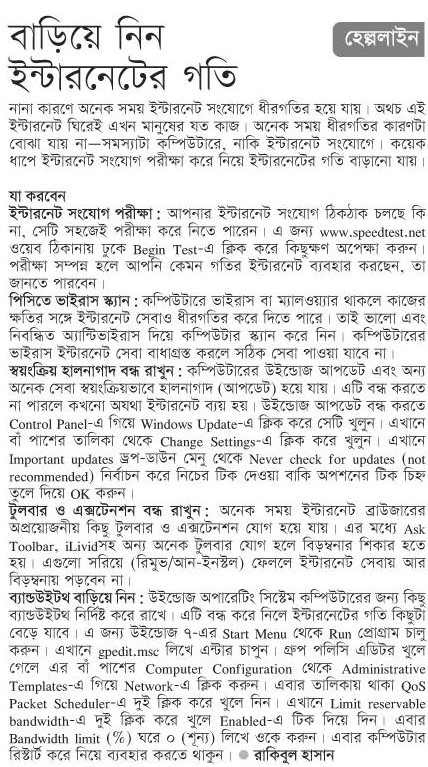 বাড়িয়ে নিন
হেল্পলাইন
ইন্টারনেটের গতি
নানা কারণে অনেক সময় ইন্টারনেট সংযোগে ধীরগতির হয়ে যায়। অথচ এই
ইন্টারনেট ঘিরেই এখন মানুষের যত কাজ। অনেক সময় ধীরগতির কারণটা
বোঝা যায় না—সমস্যাটা কম্পিউটারে, নাকি ইন্টারনেট সংযোগে। কয়েক
ধাপে ইন্টারনেট সংযোগ পরীক্ষা করে নিয়ে ইন্টারনেটের গতি বাড়ানো যায়।
যা করবেন
ইন্টারনেট সংযোগ পরীক্ষা : আপনার ইন্টারনেট সংযোগ ঠিকঠাক চলছে কি
না, সেটি সহজেই পরীক্ষা করে নিতে পারেন। এ জন্য www.speedtest.net
ওয়েব ঠিকানায় ঢুকে Begin Test-এ ক্লিক করে কিছুক্ষণ অপেক্ষা করুন।
পরীক্ষা সম্পন্ন হলে আপনি কেমন গতির ইন্টারনেট ব্যবহার করছেন, তা
জানতে পারবেন।
পিসিতে ভাইরাস স্ক্যান : কম্পিউটারে ভাইরাস বা ম্যালওয়্যার থাকলে কাজের
ক্ষতির সঙ্গে ইন্টারনেট সেবাও ধীরগতির করে দিতে পারে। তাই ভালো এবং
নিবন্ধিত অ্যান্টিভাইরাস দিয়ে কম্পিউটার স্ক্যান করে নিন। কম্পিউটারের
ভাইরাস ইন্টারনেট সেবা বাধাগ্রস্ত করলে সঠিক সেবা পাওয়া যাবে না।
স্বয়ংক্রিয় হালনাগাদ বন্ধ রাখুন : কম্পিউটারের উইন্ডোজ আপডেট এবং অন্য
অনেক সেবা স্বয়ংক্রিয়ভাবে হালনাগাদ (আপডেট) হয়ে যায়। এটি বন্ধ করতে
না পারলে কখনো অযথা ইন্টারনেট ব্যয় হয়। উইন্ডোজ আপডেট বন্ধ করতে
Control Panel-এ গিয়ে Windows Update-এ ক্লিক করে সেটি খুলুন। এখানে
বাঁ পাশের তালিকা থেকে Change Settings-এ ক্লিক করে খুলুন। এখানে
Important updates ড্রপ-ডাউন মেনু থেকে Never check for updates (not
recommended) নির্বাচন করে নিচের টিক দেওয়া বাকি অপশনের টিক চিহ্ন
তুলে দিয়ে OK করুন।
টুলবার ও এক্সটেনশন বন্ধ রাখুন : অনেক সময় ইন্টারনেট ব্রাউজারের
অপ্রয়োজনীয় কিছু টুলবার ও এক্সটেনশন যোগ হয়ে যায়। এর মধ্যে Ask
Toolbar, iLividসহ অন্য অনেক টুলবার যোগ হলে বিড়ম্বনার শিকার হতে
হয়। এগুলো সরিয়ে (রিমুভ/আন-ইনস্টল) ফেললে ইন্টারনেট সেবায় আর
বিড়ম্বনায় পড়বেন না।
ব্যান্ডউইটথ বাড়িয়ে নিন : উইন্ডোজ অপারেটিং সিস্টেম কম্পিউটারের জন্য কিছু
ব্যান্ডউইটথ নির্দিষ্ট করে রাখে। এটি বন্ধ করে নিলে ইন্টারনেটের গতি কিছুটা
বেড়ে যাবে। এ জন্য উইন্ডোজ ৭-এর Start Menu থেকে Run প্রোগ্রাম চালু
করুন। এখানে gpedit.msc লিখে এন্টার চাপুন। গ্রুপ পলিসি এডিটর খুলে
গেলে এর বাঁ পাশের Computer Configuration থেকে Administrative
Templates-এ গিয়ে Network-এ ক্লিক করুন। এবার তালিকায় থাকা QoS
Packet Scheduler-এ দুই ক্লিক করে খুলে নিন। এখানে Limit reservable
bandwidth-এ দুই ক্লিক করে খুলে Enabled-এ টিক দিয়ে দিন। এবার
Bandwidth limit (%) ঘরে ০ (শূন্য) লিখে ওকে করুন। এবার কম্পিউটার
রিস্টার্ট করে নিয়ে ব্যবহার করতে থাকুন। ● রাকিবুল হাসান